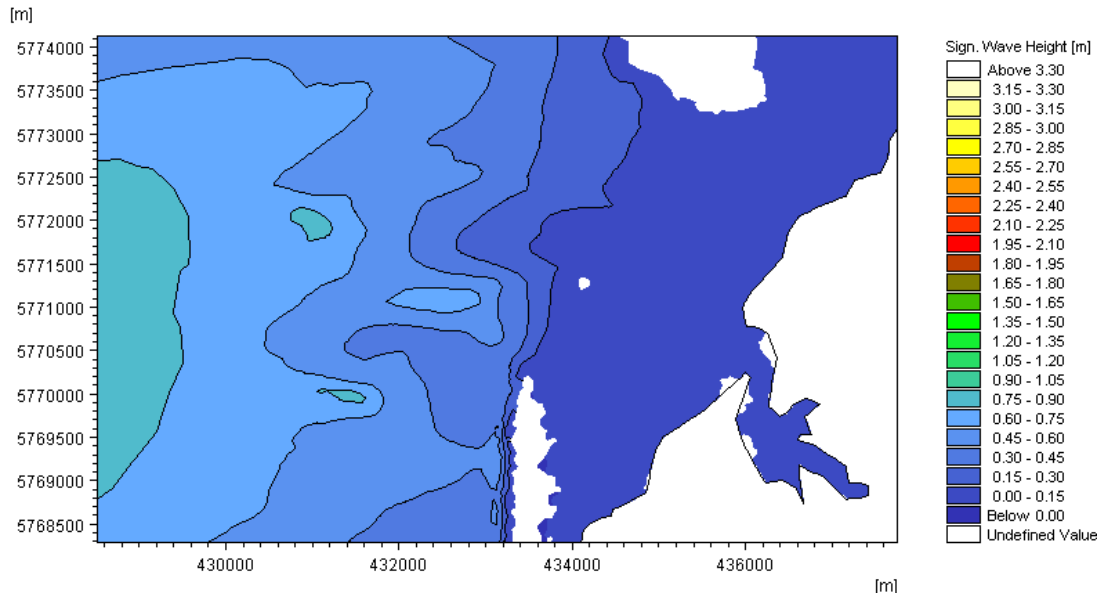 [m]
5774000
5773500
5773000
5772500
5772000
5771500
5771000
5770500
5770000
5769500
5769000
5768500
430000 432000 434000 436000
[m]
Sign. Wave Height [m]
Above 3.30
3.15 - 3.30
3.00 - 3.15
2.85 - 3.00
2.70 - 2.85
2.55 - 2.70
2.40 - 2.55
2.25 - 2.40
2.10 - 2.25
1.95 - 2.10
1.80 - 1.95
1.65 - 1.80
1.50 - 1.65
1.35 - 1.50
1.20 - 1.35
1.05 - 1.20
0.90 - 1.05
0.75 - 0.90
0.60 - 0.75
0.45 - 0.60
0.30 - 0.45
0.15 - 0.30
0.00 - 0.15
Below 0.00
Undefined Value